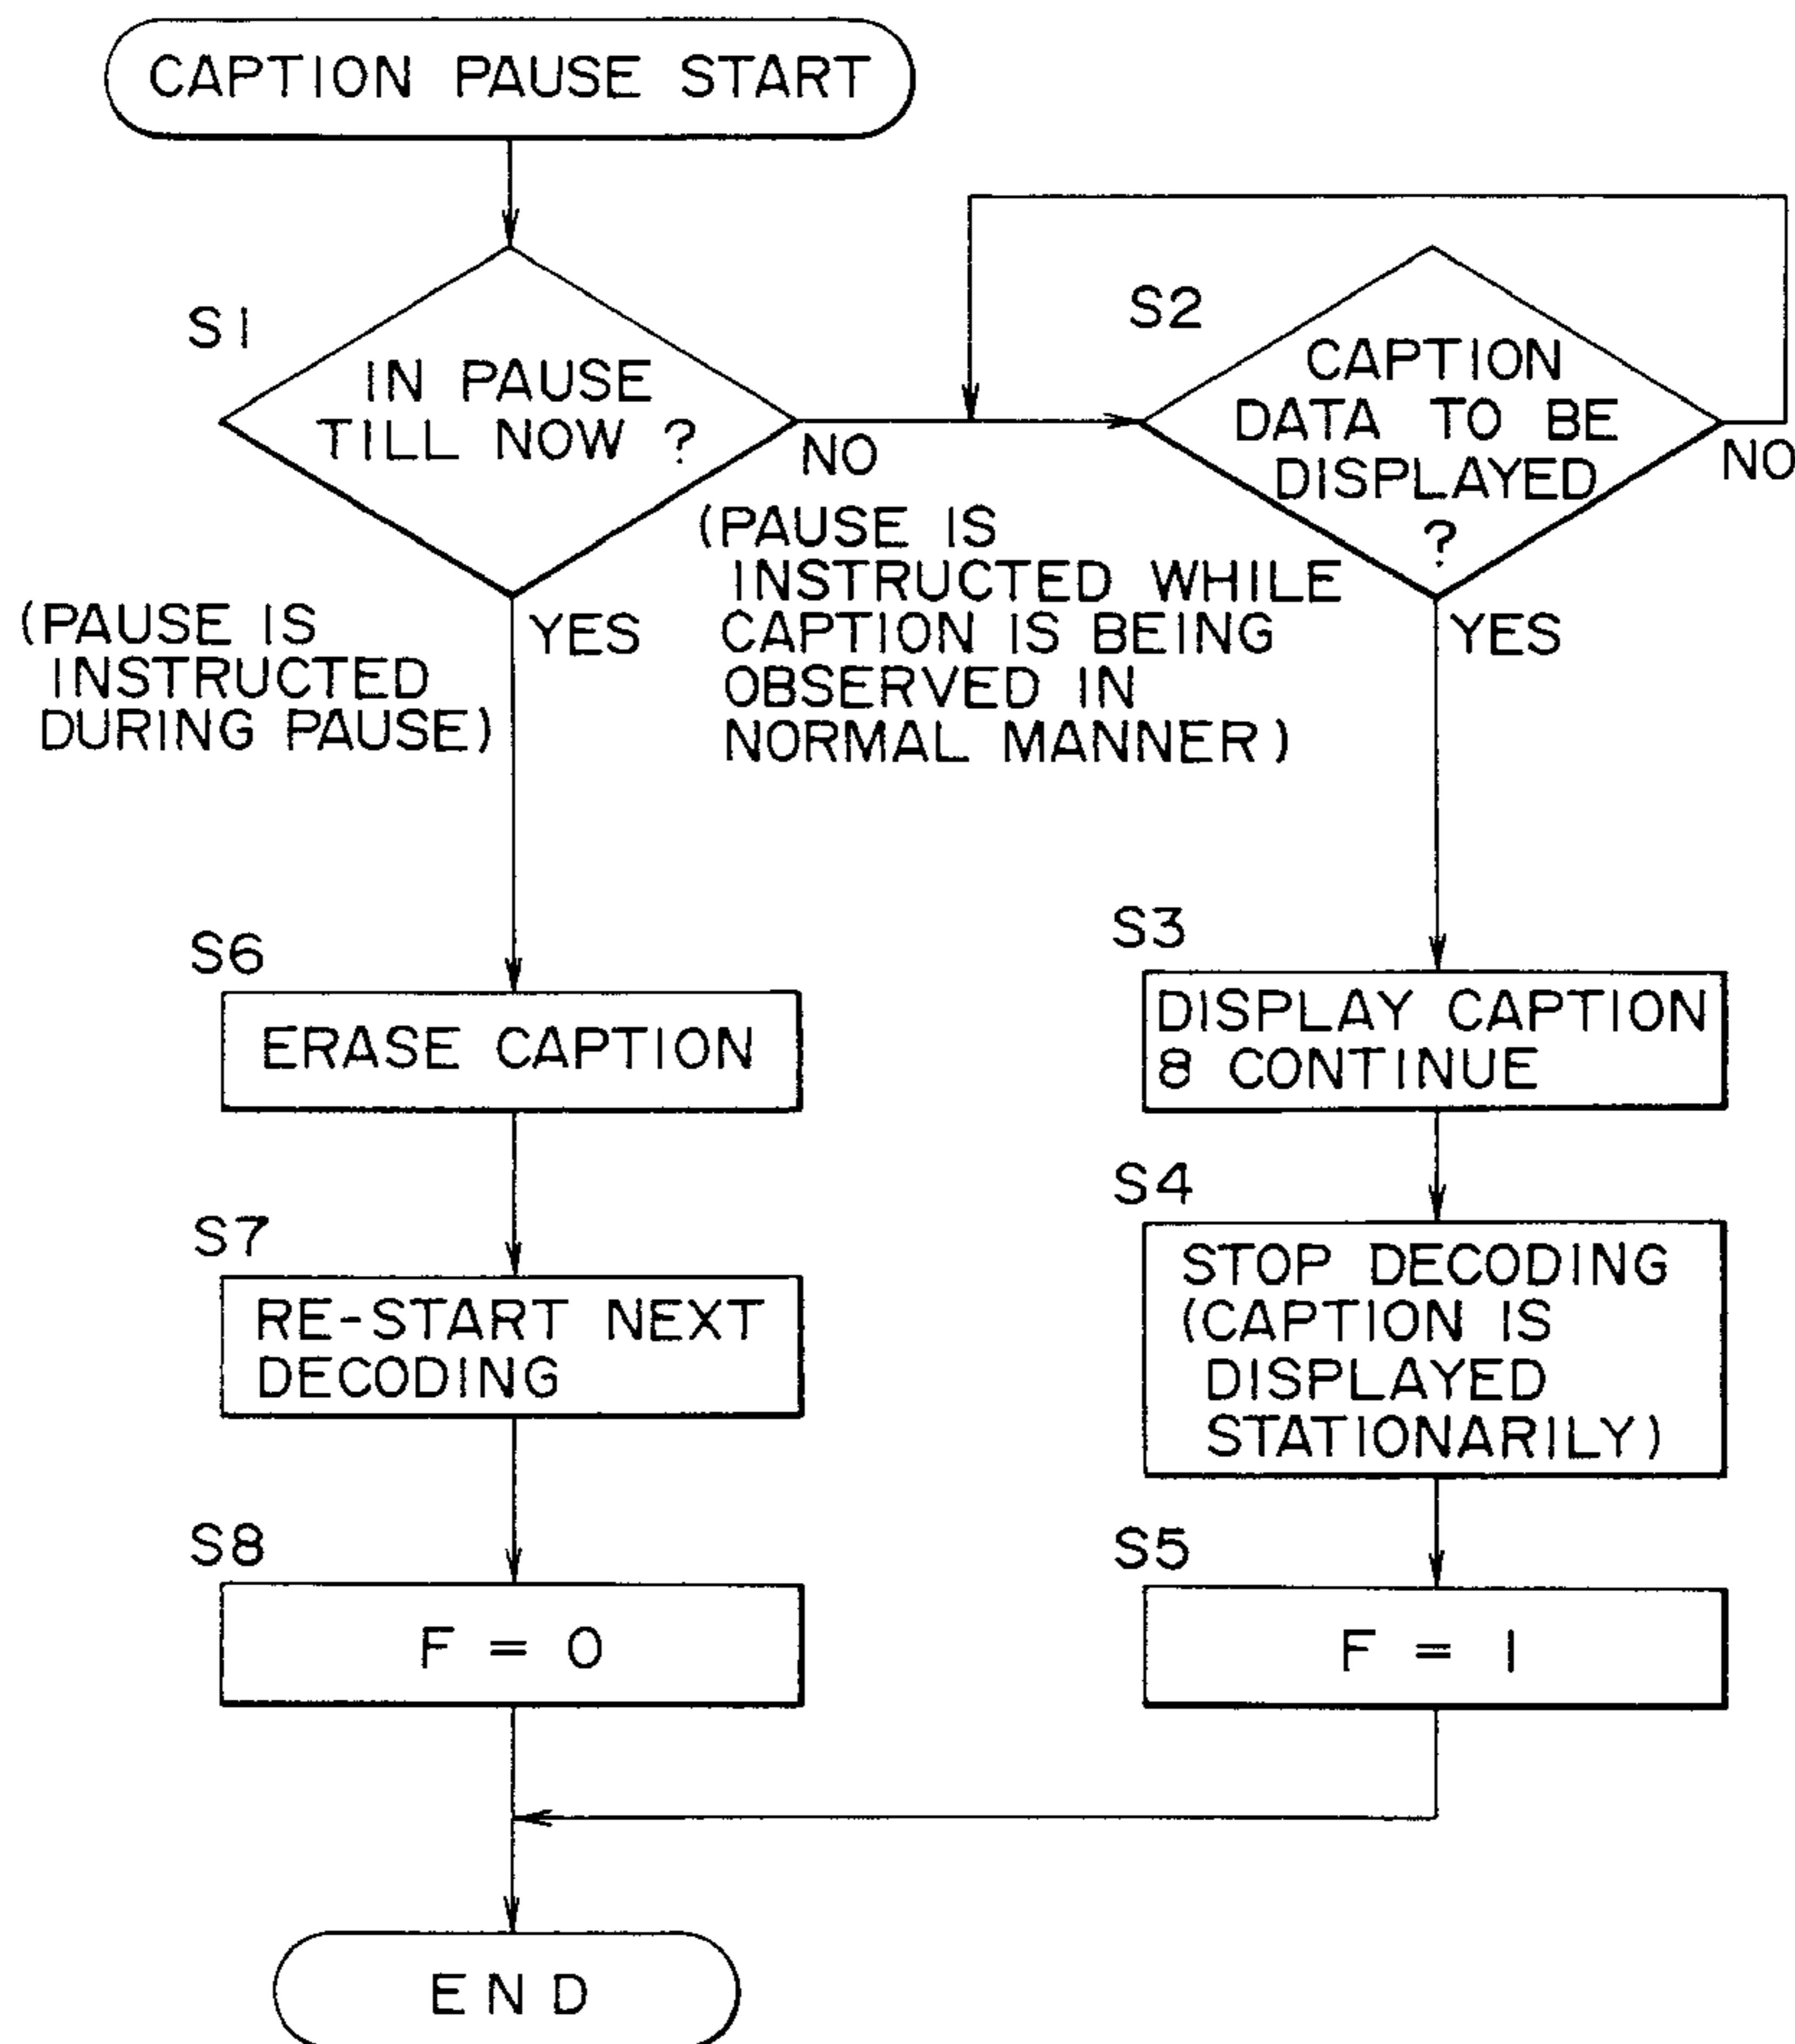 CAPTION PAUSE START
S1
IN PAUSE
TILL NOW ?
NO
(PAUSE IS
INSTRUCTED WHILE
CAPTION IS BEING
OBSERVED IN
NORMAL MANNER)
S2
CAPTION
DATA TO BE
DISPLAYED
?
NO
YES
(PAUSE IS
INSTRUCTED
DURING PAUSE)
YES
S6
ERASE CAPTION
S7
RE-START NEXT
DECODING
S8
F = 0
S3
DISPLAY CAPTION
8 CONTINUE
S4
STOP DECODING
(CAPTION IS
DISPLAYED
STATIONARILY)
S5
F = 1
END